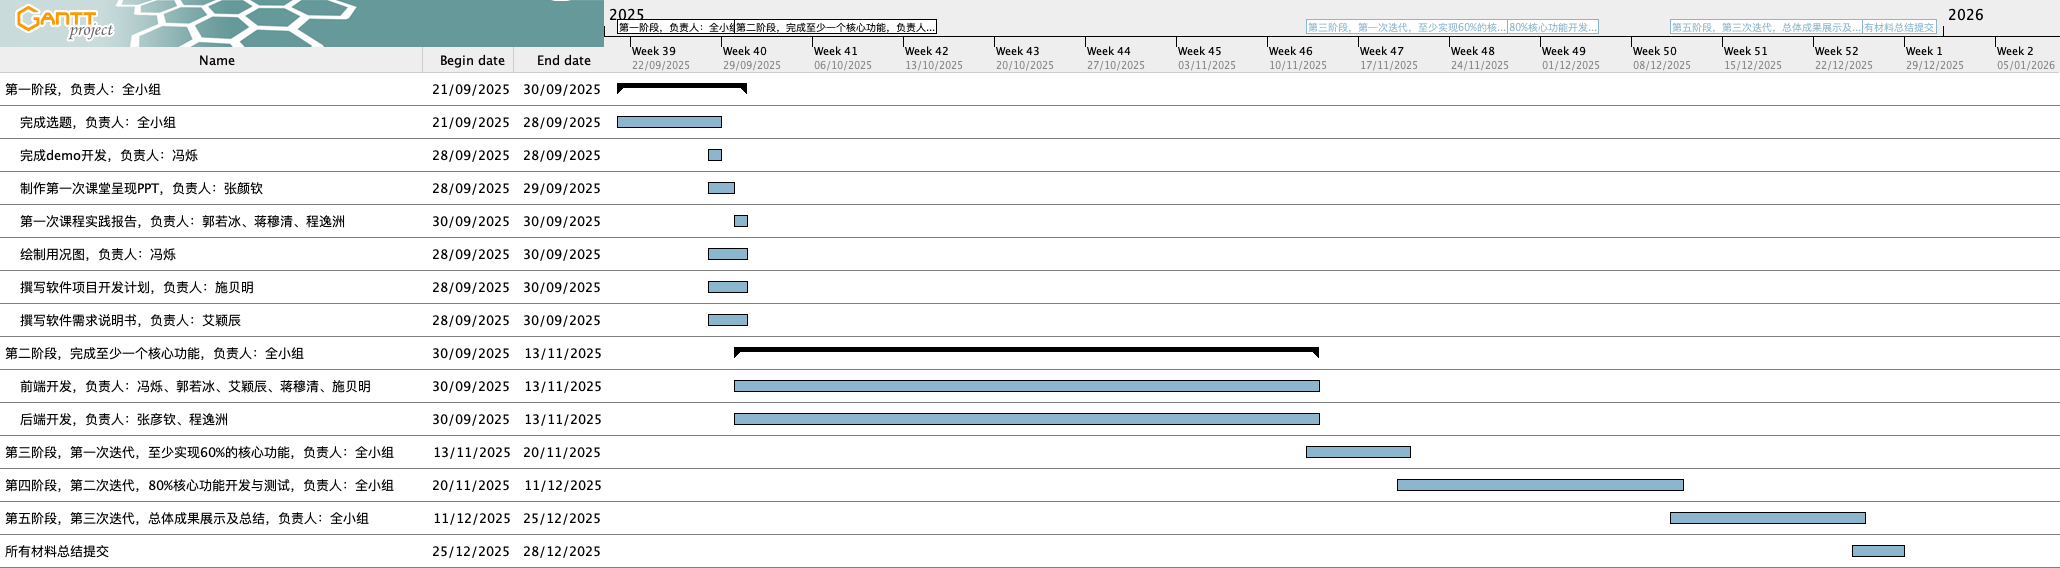 GANTT project
2025
2026
第一阶段，负责人：全小组
第二阶段，完成至少一个核心功能，负责人...
第三阶段，第一次迭代，至少实现60%的核...
80%核心功能开发...
第五阶段，第三次迭代，总体成果展示及...
有材料总结提交
Week 39 Week 40 Week 41 Week 42 Week 43 Week 44 Week 45 Week 46 Week 47 Week 48 Week 49 Week 50 Week 51 Week 52 Week 1 Week 2
22/09/2025 29/09/2025 06/10/2025 13/10/2025 20/10/2025 27/10/2025 03/11/2025 10/11/2025 17/11/2025 24/11/2025 01/12/2025 08/12/2025 15/12/2025 22/12/2025 29/12/2025 05/01/2026
Name Begin date End date
第一阶段，负责人：全小组 21/09/2025 30/09/2025
完成选题，负责人：全小组 21/09/2025 28/09/2025
完成demo开发，负责人：冯烁 28/09/2025 28/09/2025
制作第一次课堂呈现PPT，负责人：张颜钦 28/09/2025 29/09/2025
第一次课程实践报告，负责人：郭若冰、蒋穆清、程逸洲 30/09/2025 30/09/2025
绘制用况图，负责人：冯烁 28/09/2025 30/09/2025
撰写软件项目开发计划，负责人：施贝明 28/09/2025 30/09/2025
撰写软件需求说明书，负责人：艾颖辰 28/09/2025 30/09/2025
第二阶段，完成至少一个核心功能，负责人：全小组 30/09/2025 13/11/2025
前端开发，负责人：冯烁、郭若冰、艾颖辰、蒋穆清、施贝明 30/09/2025 13/11/2025
后端开发，负责人：张彦钦、程逸洲 30/09/2025 13/11/2025
第三阶段，第一次迭代，至少实现60%的核心功能，负责人：全小组 13/11/2025 20/11/2025
第四阶段，第二次迭代，80%核心功能开发与测试，负责人：全小组 20/11/2025 11/12/2025
第五阶段，第三次迭代，总体成果展示及总结，负责人：全小组 11/12/2025 25/12/2025
所有材料总结提交 25/12/2025 28/12/2025